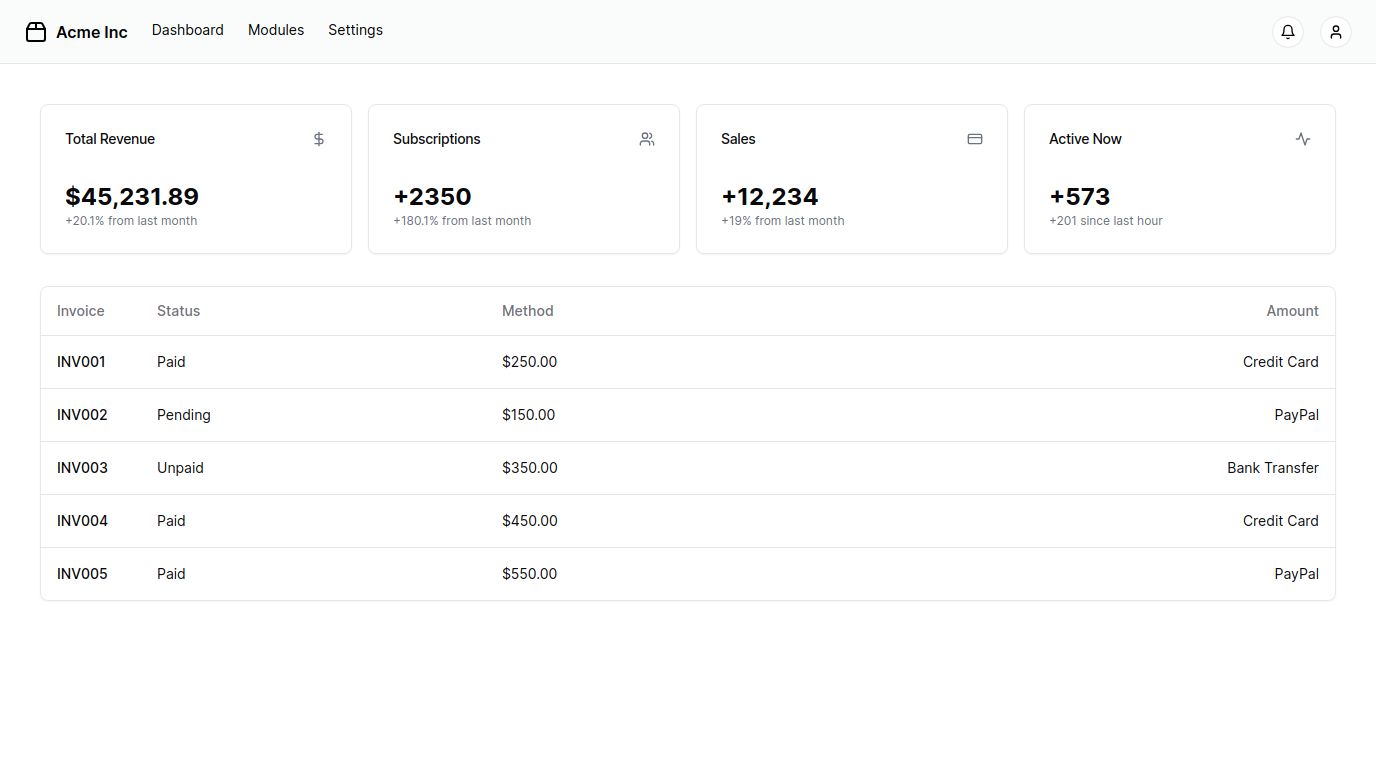 Acme Inc Dashboard Modules Settings
Total Revenue
$45,231.89
+20.1% from last month
Subscriptions
+2350
+180.1% from last month
Sales
+12,234
+19% from last month
Active Now
+573
+201 since last hour
Invoice Status Method Amount
INV001 Paid $250.00 Credit Card
INV002 Pending $150.00 PayPal
INV003 Unpaid $350.00 Bank Transfer
INV004 Paid $450.00 Credit Card
INV005 Paid $550.00 PayPal